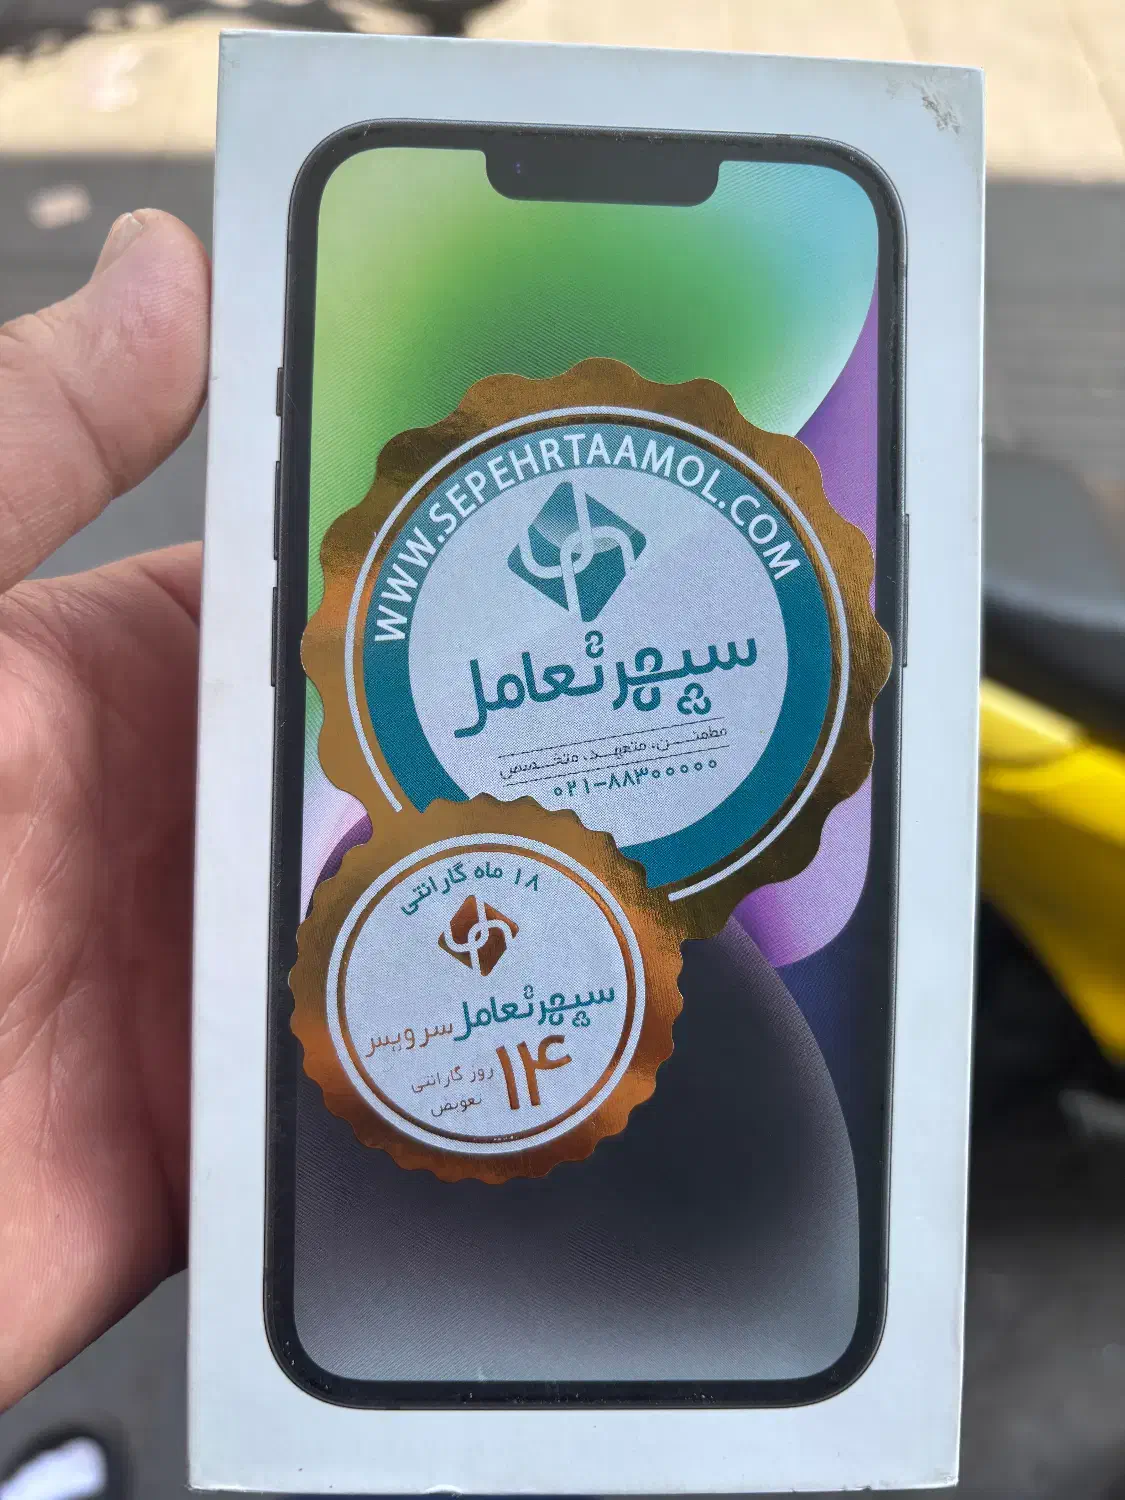 WWW.SEPEHRTAAMOL.COM
سپهر تعامل
مطمئن، متعهد، متخصص
۰۲۱-۸۸۳۰۰۰۰۰
۱۸ ماه گارانتی
سپهر تعامل سرویس
۱۴ روز گارانتی
تعویض